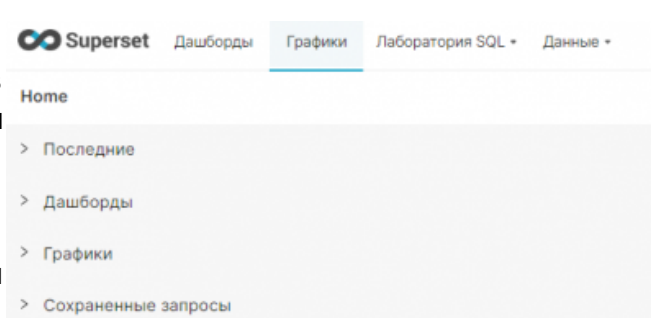 Superset Дашборды Графики Лаборатория SQL Данные
Home
Последние
Дашборды
Графики
Сохраненные запросы